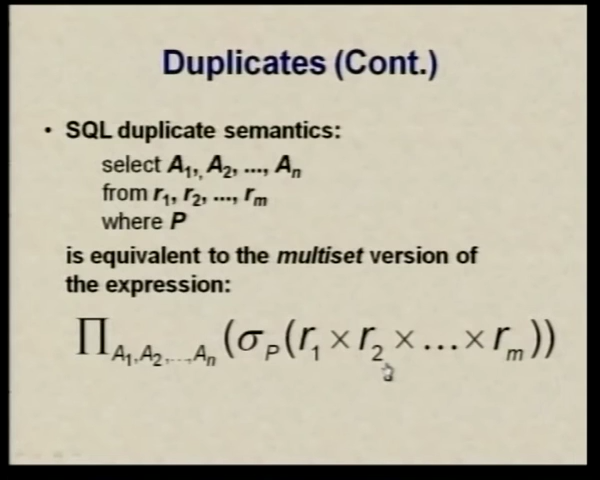 Duplicates (Cont.)
• SQL duplicate semantics:
select A₁,, A₂, ..., Aₙ
from r₁, r₂, ..., rₘ
where P
is equivalent to the multiset version of
the expression:
∏A₁,A₂,...,Aₙ (σP(r₁ × r₂ × ... × rₘ))